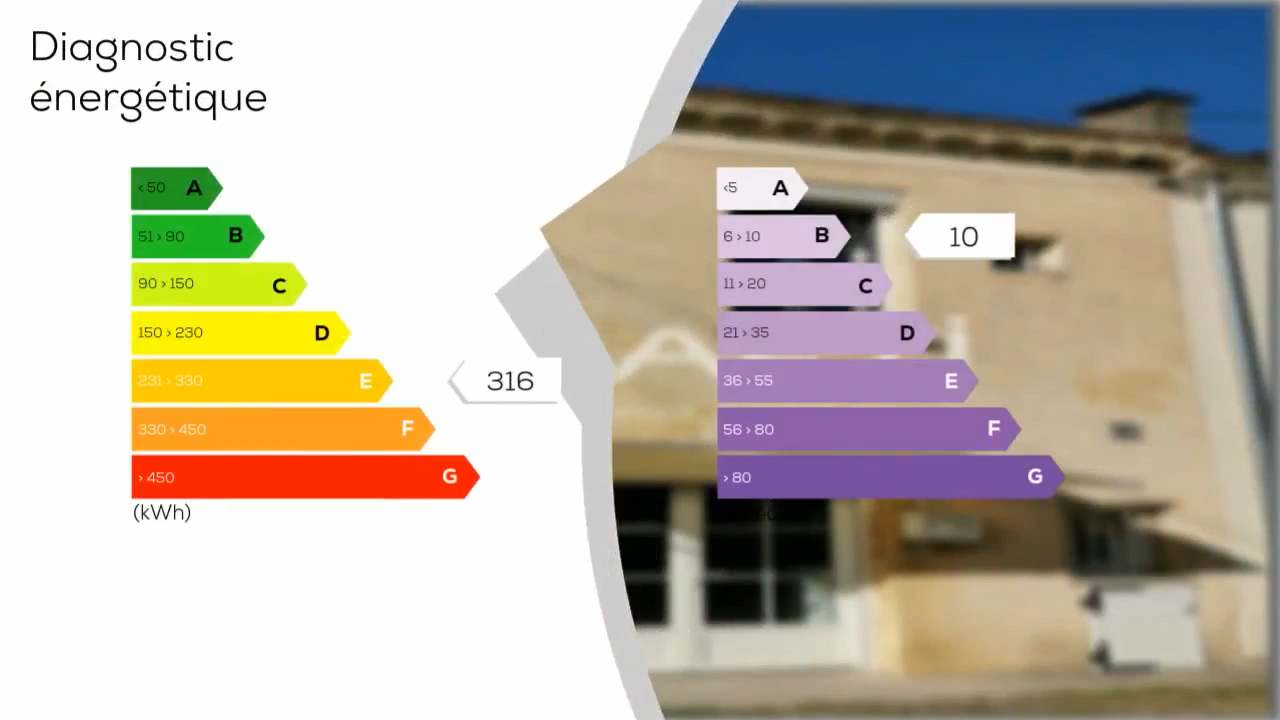 Diagnostic
énergétique
< 50 A
51 > 90 B
90 > 150 C
150 > 230 D
231 > 330 E
316
330 > 450 F
> 450 G
(kWh)
<5 A
6 > 10 B
10
11 > 20 C
21 > 35 D
36 > 55 E
56 > 80 F
> 80 G